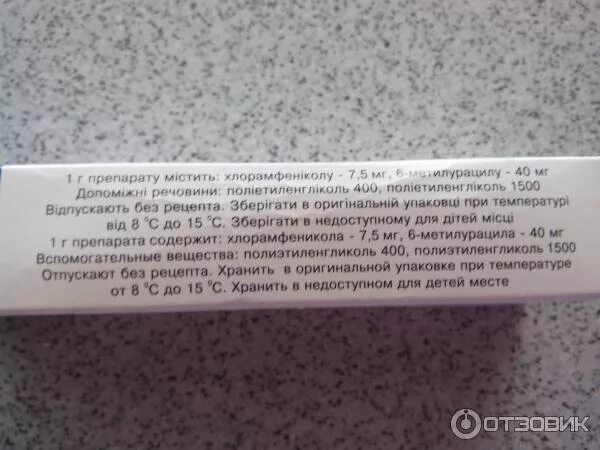 1 г препарату містить: хлорамфеніколу - 7,5 мг, 6-метилурацилу - 40 мг
Допоміжні речовини: поліетиленгліколь 400, поліетиленгліколь 1500
Відпускають без рецепта. Зберігати в оригінальній упаковці при температурі
від 8 °С до 15 °С. Зберігати в недоступному для дітей місці
1 г препарата содержит: хлорамфеникола - 7,5 мг, 6-метилурацила - 40 мг
Вспомогательные вещества: полиэтиленгликоль 400, полиэтиленгликоль 1500
Отпускают без рецепта. Хранить в оригинальной упаковке при температуре
от 8 °С до 15 °С. Хранить в недоступном для детей месте
ОТЗОВИК